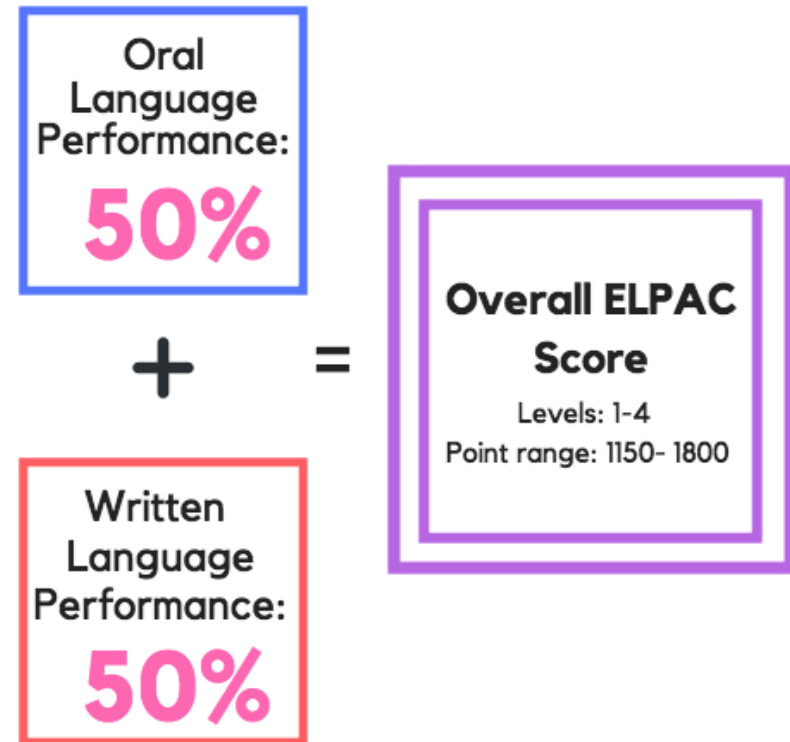 Oral
Language
Performance:
50%
+
=
Written
Language
Performance:
50%
Overall ELPAC
Score
Levels: 1-4
Point range: 1150- 1800